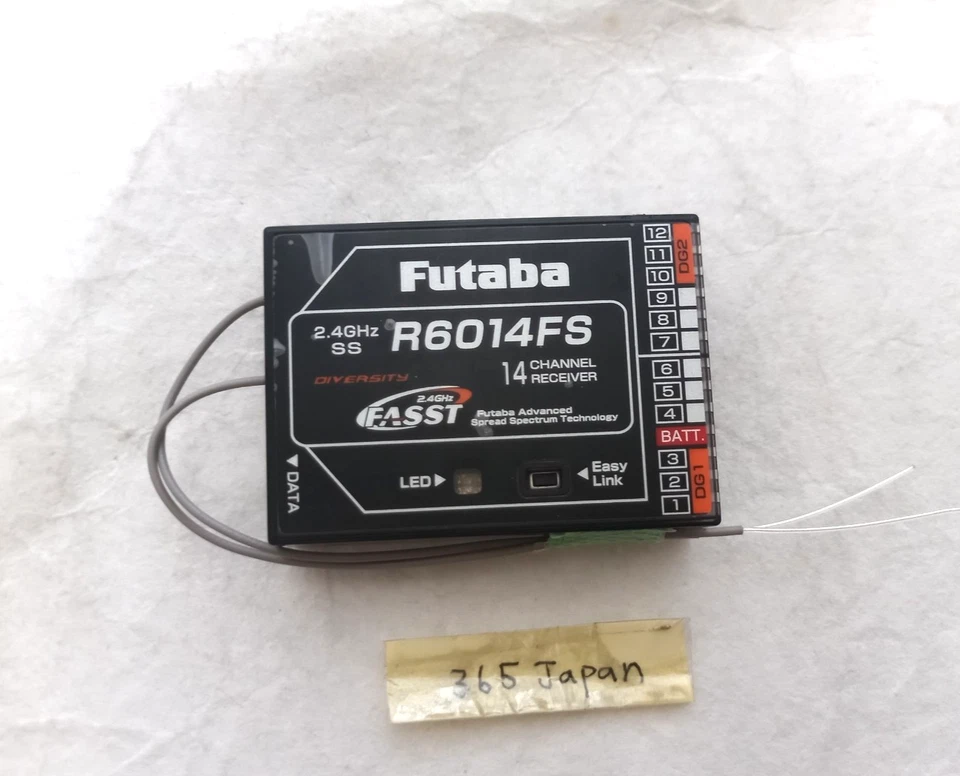 Futaba
2.4GHz
SS
R6014FS
DIVERSITY
14 CHANNEL
RECEIVER
2.4GHz
FASST
Futaba Advanced
Spread Spectrum Technology
◀DATA
LED▶
◀Easy
Link
12
11
10
DG2
9
8
7
6
5
4
BATT.
3
2
1
DG1
365 Japan